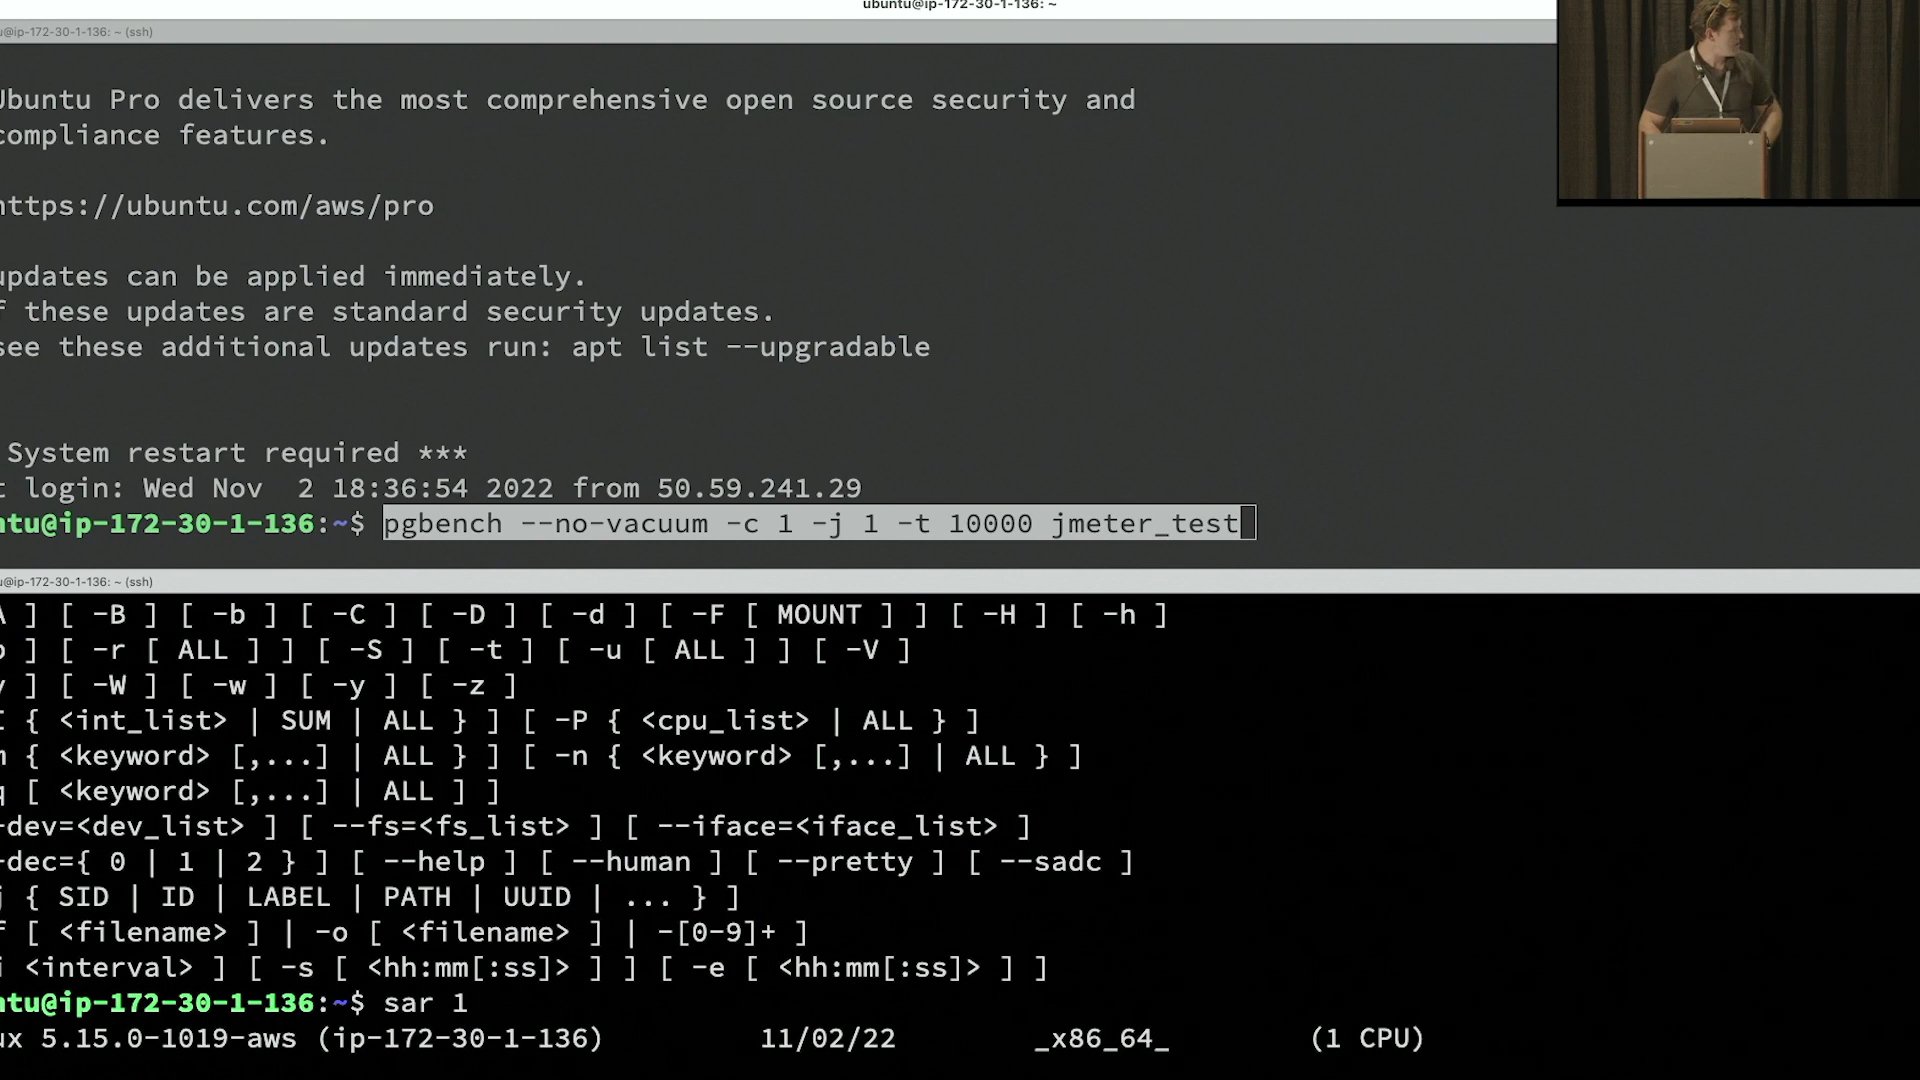 ubuntu@ip-172-30-1-136: ~
u@ip-172-30-1-136: ~ (ssh)
Ubuntu Pro delivers the most comprehensive open source security and
compliance features.
https://ubuntu.com/aws/pro
updates can be applied immediately.
f these updates are standard security updates.
see these additional updates run: apt list --upgradable
System restart required ***
t login: Wed Nov  2 18:36:54 2022 from 50.59.241.29
ntu@ip-172-30-1-136:~$ pgbench --no-vacuum -c 1 -j 1 -t 10000 jmeter_test
u@ip-172-30-1-136: ~ (ssh)
A ] [ -B ] [ -b ] [ -C ] [ -D ] [ -d ] [ -F [ MOUNT ] ] [ -H ] [ -h ]
p ] [ -r [ ALL ] ] [ -S ] [ -t ] [ -u [ ALL ] ] [ -V ]
v ] [ -W ] [ -w ] [ -y ] [ -z ]
I { <int_list> | SUM | ALL } ] [ -P { <cpu_list> | ALL } ]
m { <keyword> [,...] | ALL } ] [ -n { <keyword> [,...] | ALL } ]
q [ <keyword> [,...] | ALL ] ]
-dev=<dev_list> ] [ --fs=<fs_list> ] [ --iface=<iface_list> ]
-dec={ 0 | 1 | 2 } ] [ --help ] [ --human ] [ --pretty ] [ --sadc ]
j { SID | ID | LABEL | PATH | UUID | ... } ]
f [ <filename> ] | -o [ <filename> ] | -[0-9]+ ]
i <interval> ] [ -s [ <hh:mm[:ss]> ] ] [ -e [ <hh:mm[:ss]> ] ]
ntu@ip-172-30-1-136:~$ sar 1
ux 5.15.0-1019-aws (ip-172-30-1-136) 11/02/22 _x86_64_ (1 CPU)